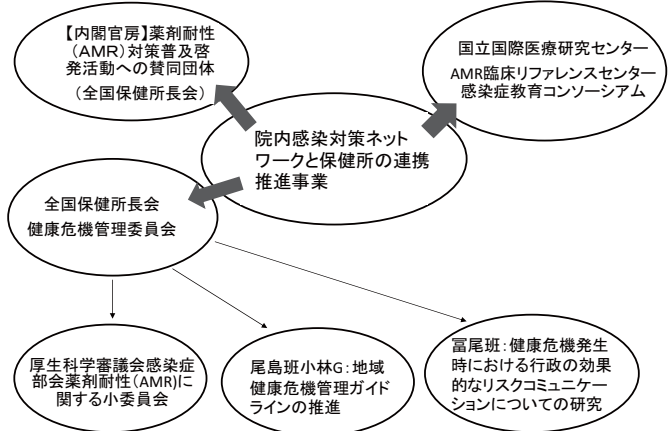 【内閣官房】薬剤耐性
（AMR）対策普及啓
発活動への賛同団体
（全国保健所長会）
国立国際医療研究センター
AMR臨床リファレンスセンター
感染症教育コンソーシアム
院内感染対策ネット
ワークと保健所の連携
推進事業
全国保健所長会
健康危機管理委員会
厚生科学審議会感染症
部会薬剤耐性(AMR)に
関する小委員会
尾島班小林G：地域
健康危機管理ガイド
ラインの推進
冨尾班：健康危機発生
時における行政の効果
的なリスクコミュニケー
ションについての研究